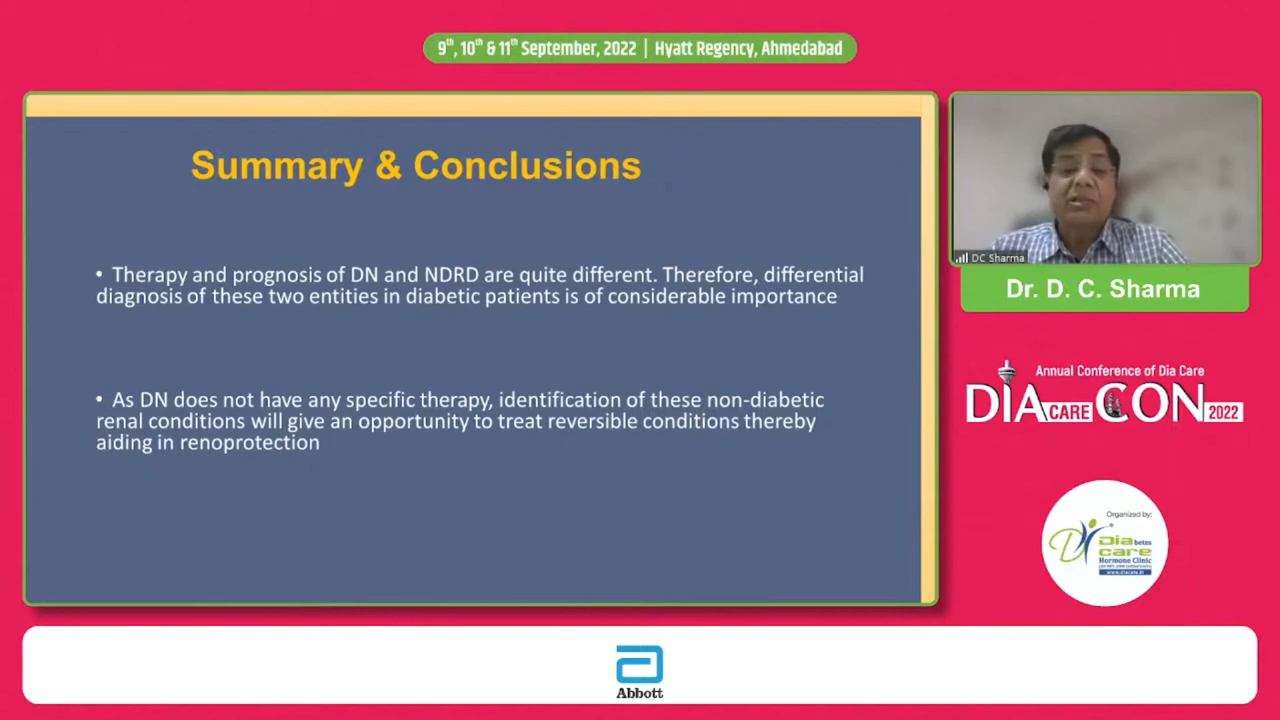 9th, 10th & 11th September, 2022 | Hyatt Regency, Ahmedabad
Summary & Conclusions
• Therapy and prognosis of DN and NDRD are quite different. Therefore, differential
diagnosis of these two entities in diabetic patients is of considerable importance
• As DN does not have any specific therapy, identification of these non-diabetic
renal conditions will give an opportunity to treat reversible conditions thereby
aiding in renoprotection
DC Sharma
Dr. D. C. Sharma
Annual Conference of Dia Care
DIA CARE CON 2022
Organized by:
Diabetes
care
Hormone Clinic
www.diacare.in
Abbott